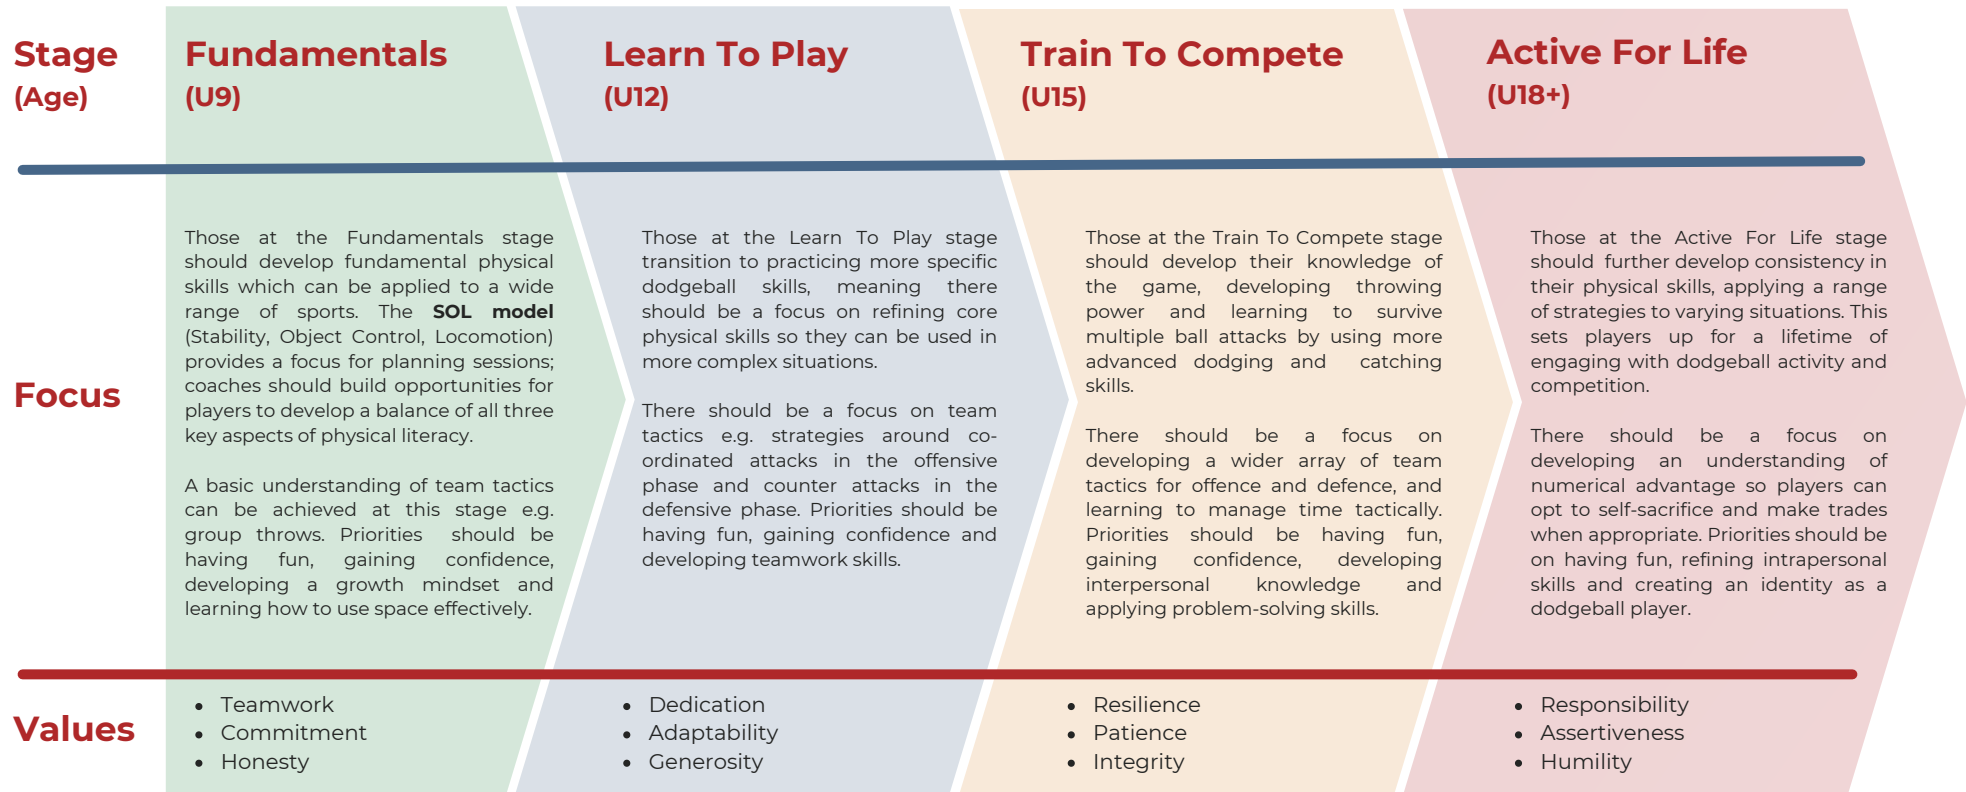 Stage
(Age)
Fundamentals
(U9)
Learn To Play
(U12)
Train To Compete
(U15)
Active For Life
(U18+)
Focus
Those at the Fundamentals stage
should develop fundamental physical
skills which can be applied to a wide
range of sports. The SOL model
(Stability, Object Control, Locomotion)
provides a focus for planning sessions;
coaches should build opportunities for
players to develop a balance of all three
key aspects of physical literacy.
A basic understanding of team tactics
can be achieved at this stage e.g.
group throws. Priorities should be
having fun, gaining confidence,
developing a growth mindset and
learning how to use space effectively.
Those at the Learn To Play stage
transition to practicing more specific
dodgeball skills, meaning there
should be a focus on refining core
physical skills so they can be used in
more complex situations.
There should be a focus on team
tactics e.g. strategies around co-
ordinated attacks in the offensive
phase and counter attacks in the
defensive phase. Priorities should be
having fun, gaining confidence and
developing teamwork skills.
Those at the Train To Compete stage
should develop their knowledge of
the game, developing throwing
power and learning to survive
multiple ball attacks by using more
advanced dodging and catching
skills.
There should be a focus on
developing a wider array of team
tactics for offence and defence, and
learning to manage time tactically.
Priorities should be having fun,
gaining confidence, developing
interpersonal knowledge and
applying problem-solving skills.
Those at the Active For Life stage
should further develop consistency in
their physical skills, applying a range
of strategies to varying situations. This
sets players up for a lifetime of
engaging with dodgeball activity and
competition.
There should be a focus on
developing an understanding of
numerical advantage so players can
opt to self-sacrifice and make trades
when appropriate. Priorities should be
on having fun, refining intrapersonal
skills and creating an identity as a
dodgeball player.
Values
• Teamwork
• Commitment
• Honesty
• Dedication
• Adaptability
• Generosity
• Resilience
• Patience
• Integrity
• Responsibility
• Assertiveness
• Humility